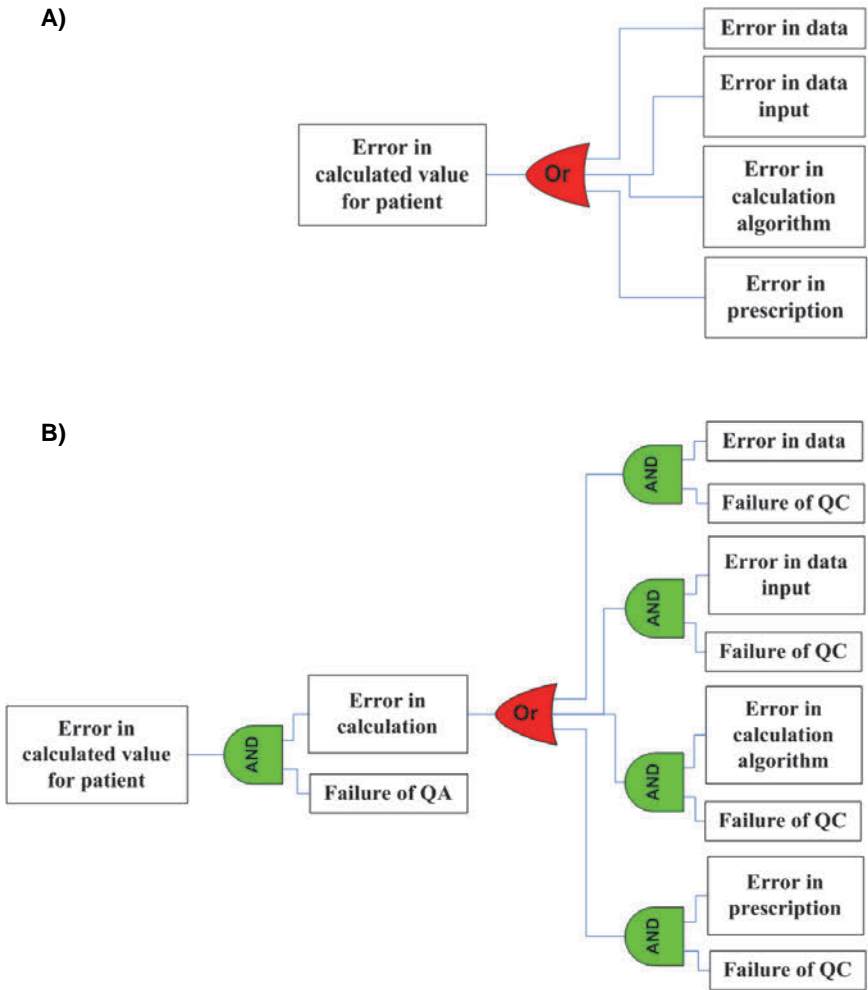 A)
Error in data
Error in data
input
Error in
calculated value
for patient
Or
Error in
calculation
algorithm
Error in
prescription
B)
AND
Error in data
Failure of QC
AND
Error in data
input
Failure of QC
Error in
calculated value
for patient
AND
Error in
calculation
Failure of QA
Or
AND
Error in
calculation
algorithm
Failure of QC
AND
Error in
prescription
Failure of QC